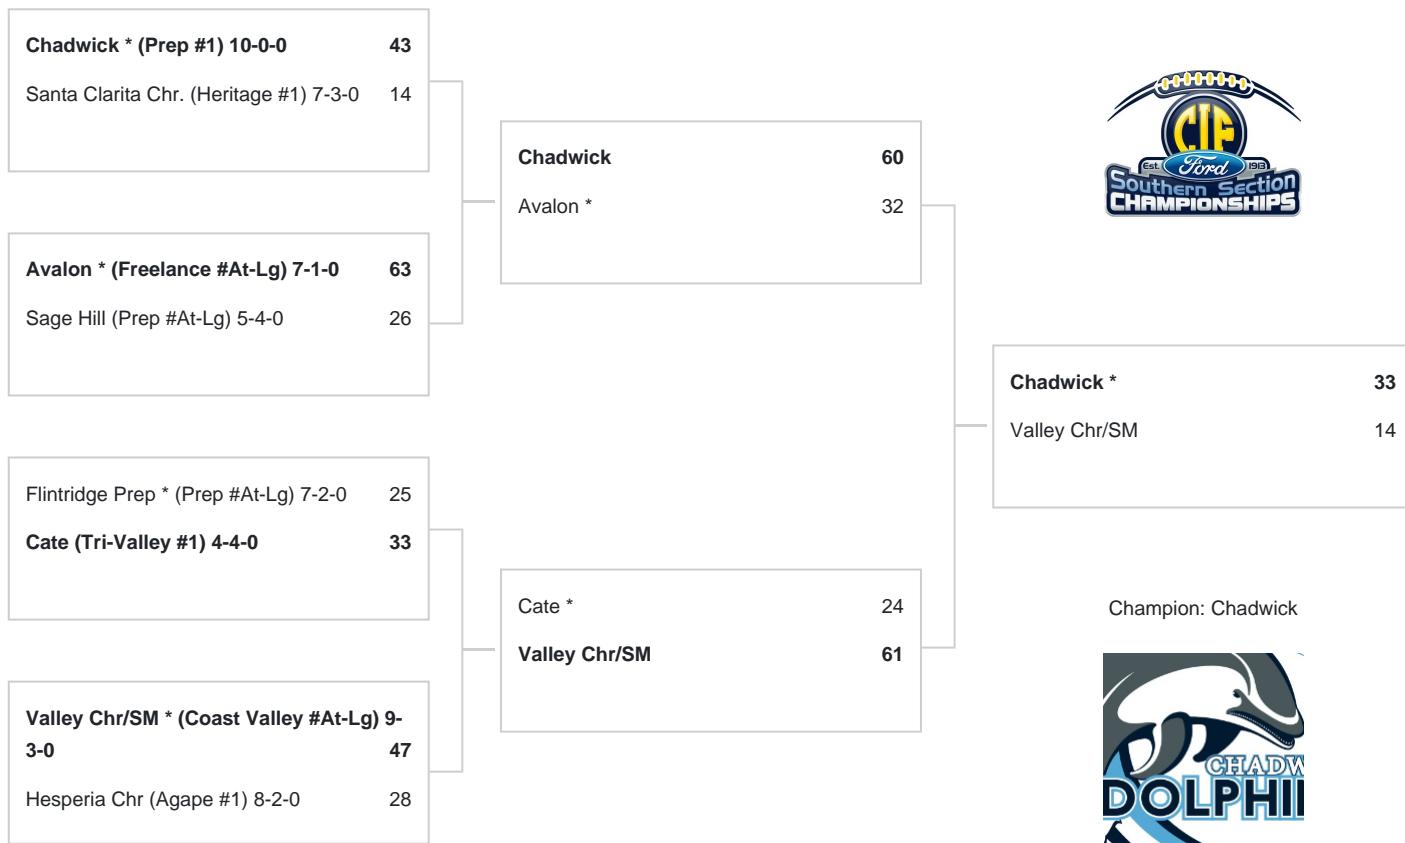 Chadwick * (Prep #1) 10-0-0 43
Santa Clarita Chr. (Heritage #1) 7-3-0 14
Avalon * (Freelance #At-Lg) 7-1-0 63
Sage Hill (Prep #At-Lg) 5-4-0 26
Flintridge Prep * (Prep #At-Lg) 7-2-0 25
Cate (Tri-Valley #1) 4-4-0 33
Valley Chr/SM * (Coast Valley #At-Lg) 9-
3-0 47
Hesperia Chr (Agape #1) 8-2-0 28
Chadwick 60
Avalon * 32
Cate * 24
Valley Chr/SM 61
CIF
Est. Ford 1913
Southern Section
CHAMPIONSHIPS
Chadwick * 33
Valley Chr/SM 14
Champion: Chadwick
CHADW
DOLPHI